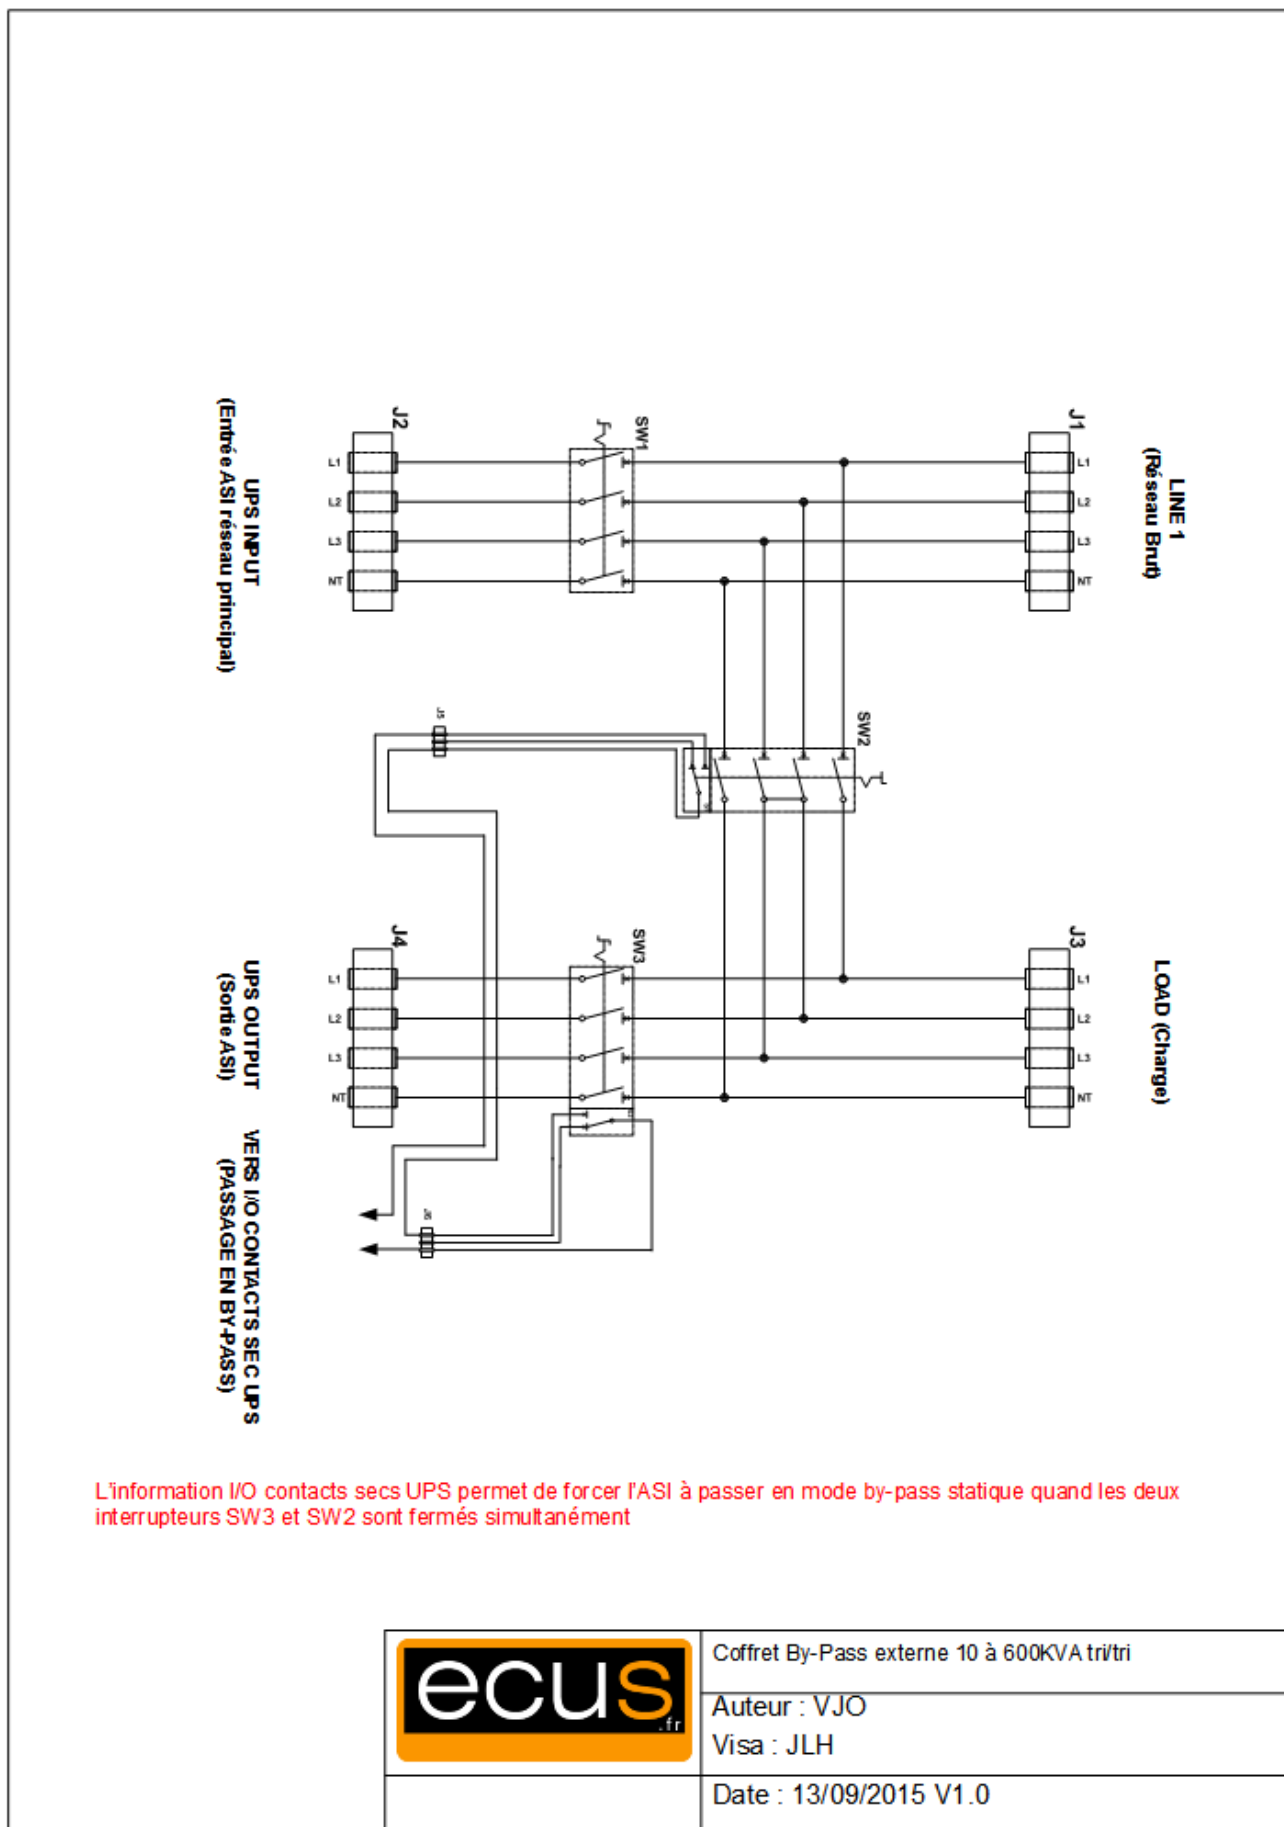 J2
SW1
J1
L1
L2
L3
NT
L1
L2
L3
NT
UPS INPUT
(Entrée ASI réseau principal)
LINE 1
(Réseau Brut)
J5
SW2
J4
SW3
J3
L1
L2
L3
NT
L1
L2
L3
NT
UPS OUTPUT
(Sortie ASI)
LOAD (Charge)
VERS I/O CONTACTS SEC UPS
(PASSAGE EN BY-PASS)
J6
L'information I/O contacts secs UPS permet de forcer l'ASI à passer en mode by-pass statique quand les deux
interrupteurs SW3 et SW2 sont fermés simultanément
ecus
.fr
Coffret By-Pass externe 10 à 600KVA tri/tri
Auteur : VJO
Visa : JLH
Date : 13/09/2015 V1.0